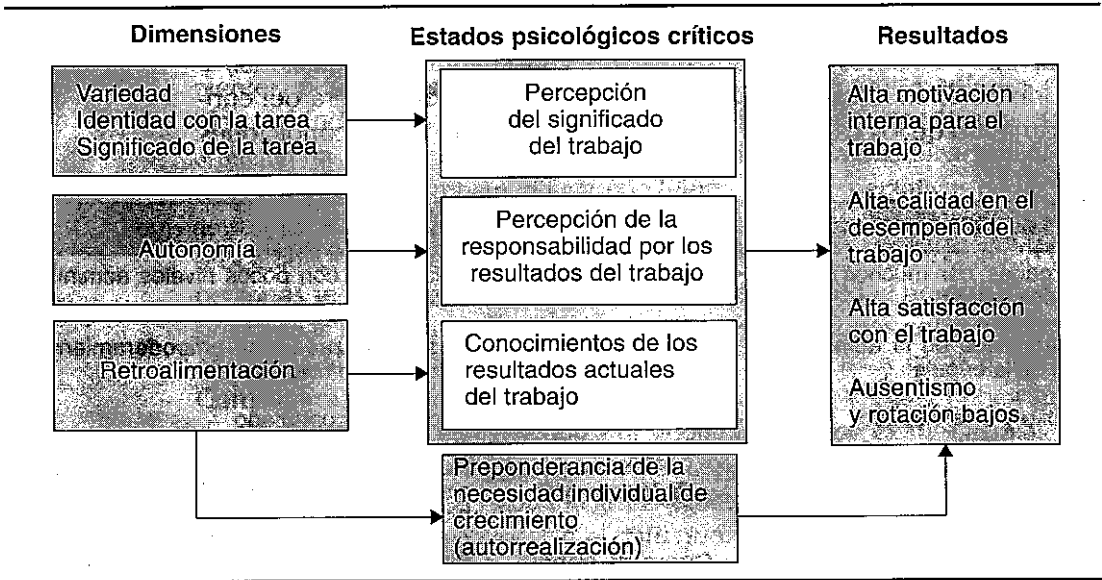 Dimensiones
Estados psicológicos críticos
Resultados
Variedad
Identidad con la tarea
Significado de la tarea
Autonomía
Retroalimentación
Percepción
del significado
del trabajo
Percepción de la
responsabilidad por los
resultados del trabajo
Conocimientos de los
resultados actuales
del trabajo
Preponderancia de la
necesidad individual de
crecimiento
(autorrealización)
Alta motivación
interna para el
trabajo
Alta calidad en el
desempeño del
trabajo
Alta satisfacción
con el trabajo
Ausentismo
y rotación bajos